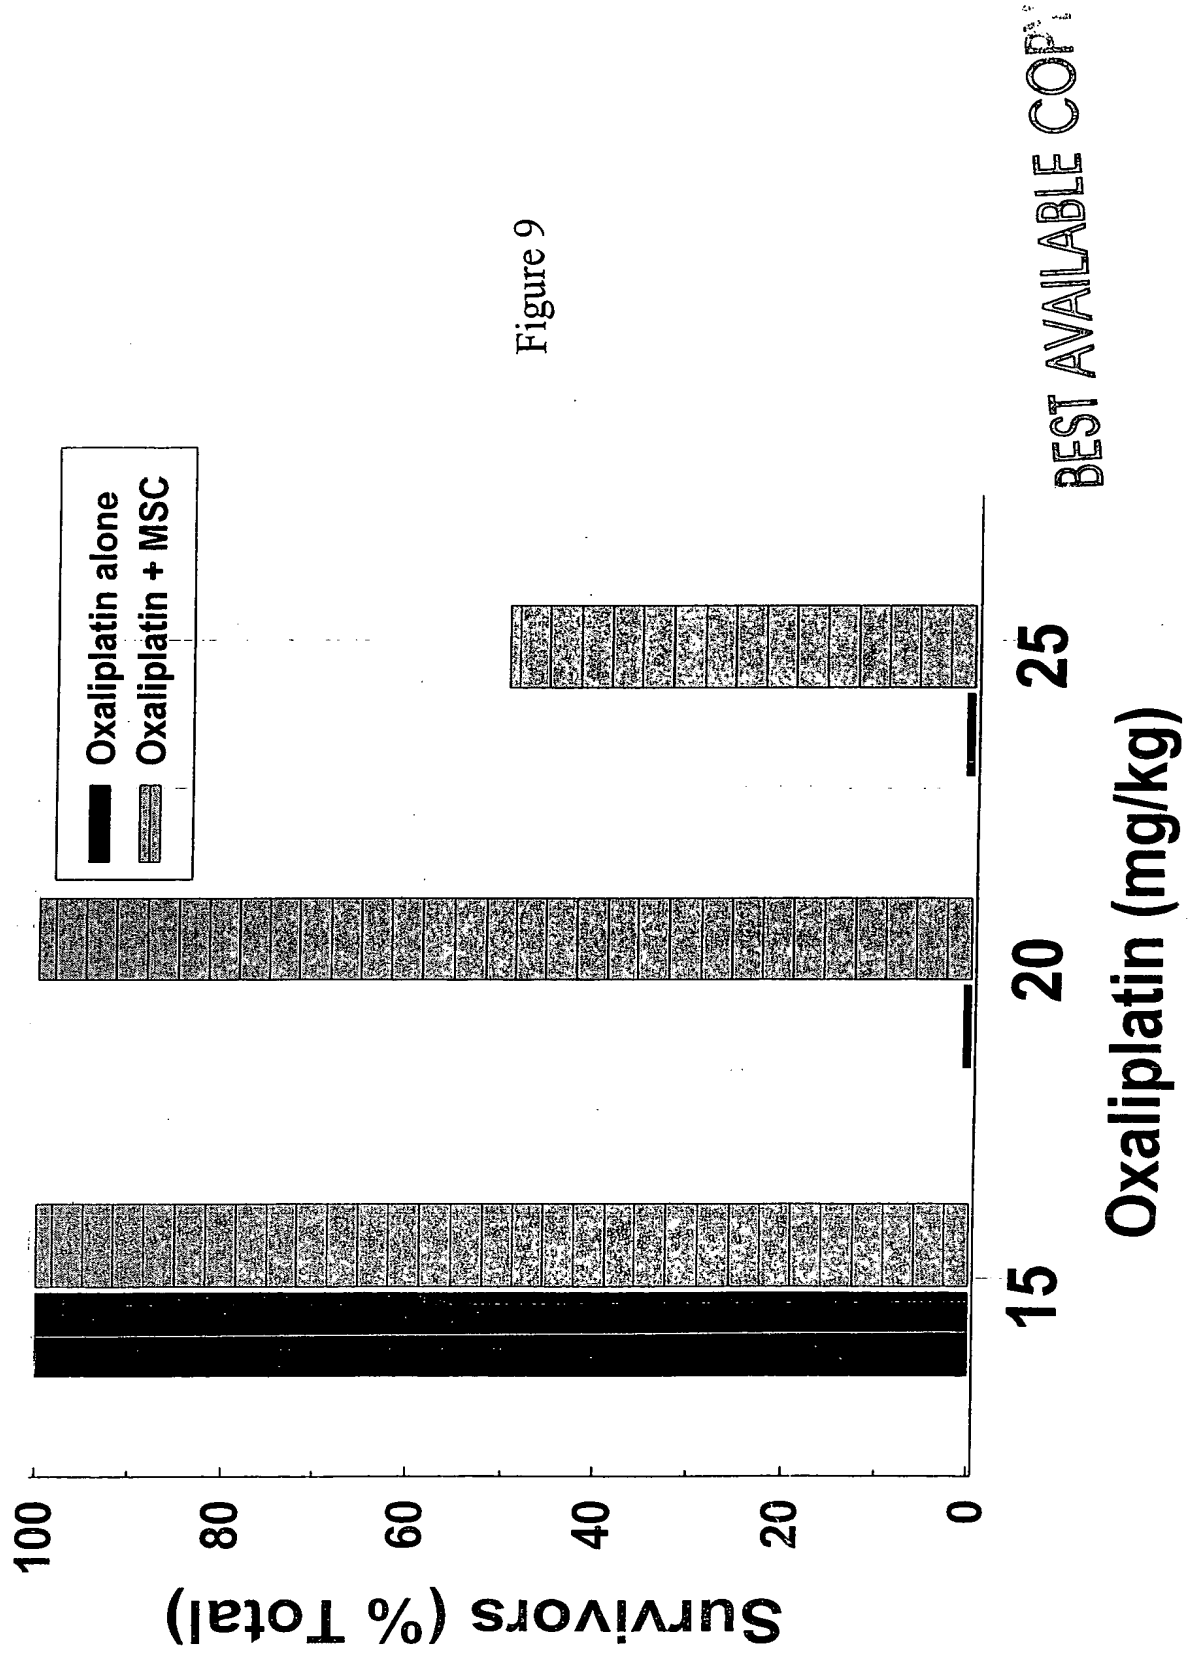 Survivors (% Total)
100
80
60
40
20
0
Oxaliplatin alone
Oxaliplatin + MSC
15
20
25
Oxaliplatin (mg/kg)
Figure 9
BEST AVAILABLE COPY